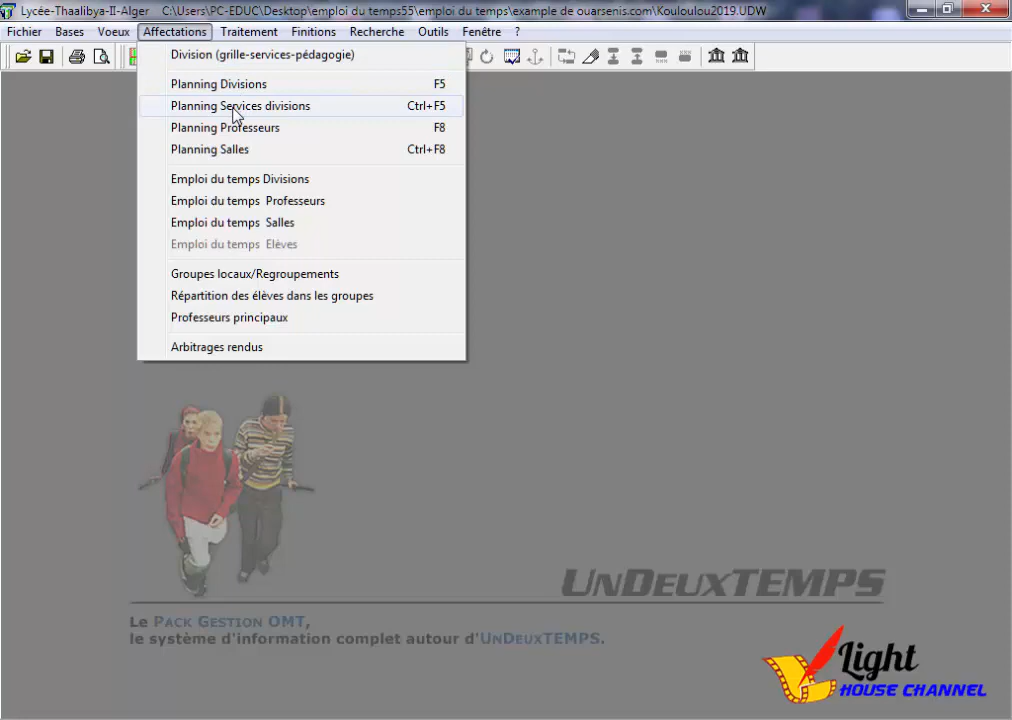 Lycée-Thaalibya-II-Alger C:\Users\PC-EDUC\Desktop\emploi du temps55\emploi du temps\example de ouarsenis.com\Kouloulou2019.UDW
Fichier Bases Voeux Affectations Traitement Finitions Recherche Outils Fenêtre ?
Division (grille-services-pédagogie)
Planning Divisions F5
Planning Services divisions Ctrl+F5
Planning Professeurs F8
Planning Salles Ctrl+F8
Emploi du temps Divisions
Emploi du temps Professeurs
Emploi du temps Salles
Emploi du temps Elèves
Groupes locaux/Regroupements
Répartition des élèves dans les groupes
Professeurs principaux
Arbitrages rendus
UNDEUXTEMPS
Le PACK GESTION OMT,
le système d'information complet autour d'UNDEUXTEMPS.
Light
HOUSE CHANNEL